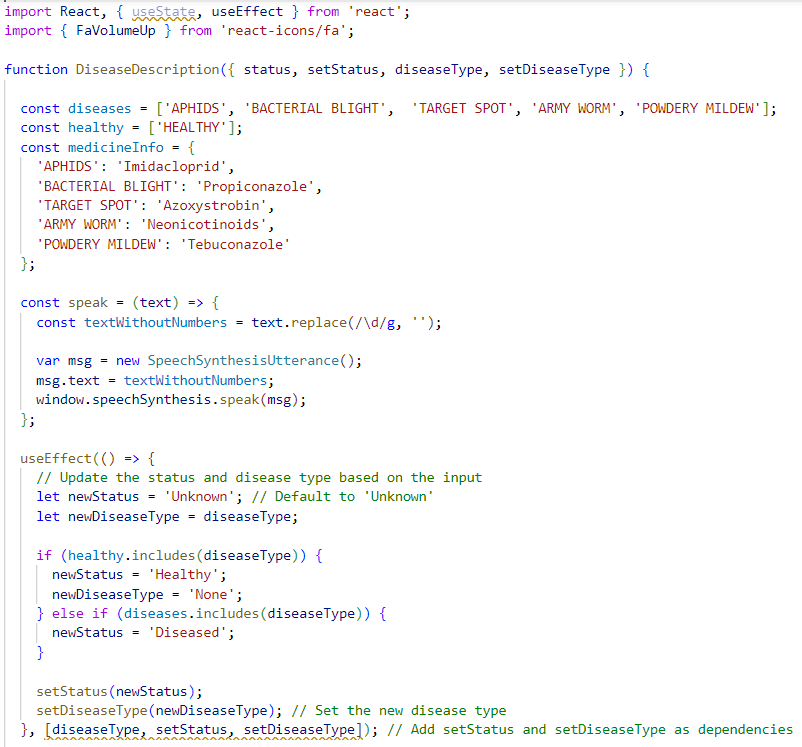 import React, { useState, useEffect } from 'react';
import { FaVolumeUp } from 'react-icons/fa';
function DiseaseDescription({ status, setStatus, diseaseType, setDiseaseType }) {
const diseases = ['APHIDS', 'BACTERIAL BLIGHT',  'TARGET SPOT', 'ARMY WORM', 'POWDERY MILDEW'];
const healthy = ['HEALTHY'];
const medicineInfo = {
'APHIDS': 'Imidacloprid',
'BACTERIAL BLIGHT': 'Propiconazole',
'TARGET SPOT': 'Azoxystrobin',
'ARMY WORM': 'Neonicotinoids',
'POWDERY MILDEW': 'Tebuconazole'
};
const speak = (text) => {
const textWithoutNumbers = text.replace(/\d/g, '');
var msg = new SpeechSynthesisUtterance();
msg.text = textWithoutNumbers;
window.speechSynthesis.speak(msg);
};
useEffect(() => {
// Update the status and disease type based on the input
let newStatus = 'Unknown'; // Default to 'Unknown'
let newDiseaseType = diseaseType;
if (healthy.includes(diseaseType)) {
newStatus = 'Healthy';
newDiseaseType = 'None';
} else if (diseases.includes(diseaseType)) {
newStatus = 'Diseased';
}
setStatus(newStatus);
setDiseaseType(newDiseaseType); // Set the new disease type
}, [diseaseType, setStatus, setDiseaseType]); // Add setStatus and setDiseaseType as dependencies